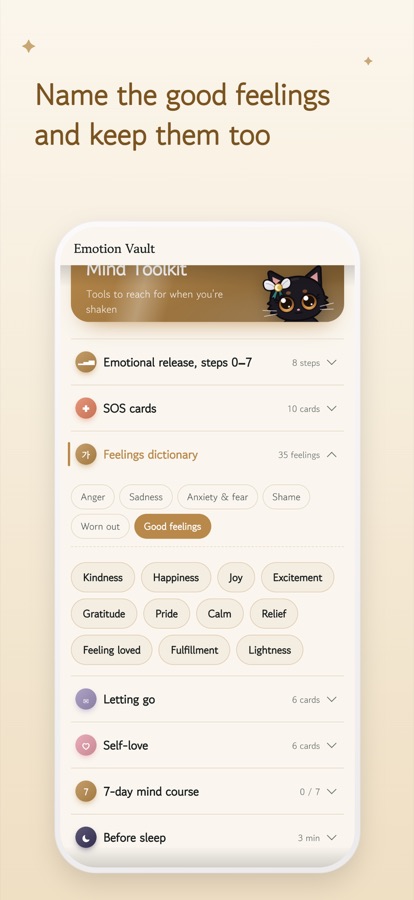 Name the good feelings
and keep them too
Emotion Vault
Mind Toolkit
Tools to reach for when you're
shaken
Emotional release, steps 0–7 8 steps
SOS cards 10 cards
가 Feelings dictionary 35 feelings
Anger Sadness Anxiety & fear Shame
Worn out Good feelings
Kindness Happiness Joy Excitement
Gratitude Pride Calm Relief
Feeling loved Fulfillment Lightness
Letting go 6 cards
Self-love 6 cards
7 7-day mind course 0 / 7
Before sleep 3 min